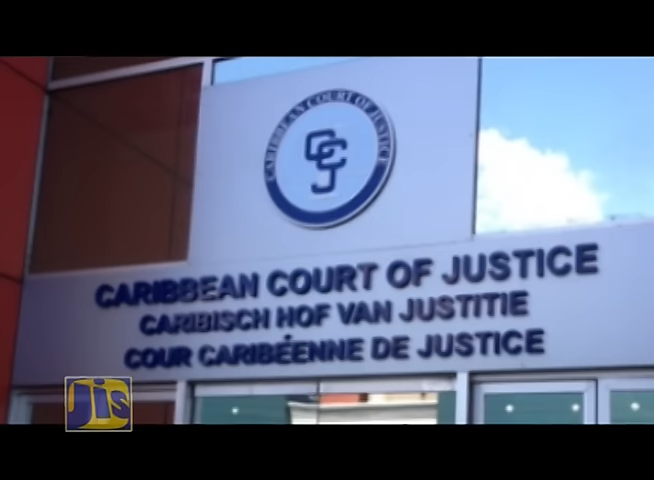 CARIBBEAN COURT OF JUSTICE
CCJ
CARIBBEAN COURT OF JUSTICE
CARIBISCH HOF VAN JUSTITIE
COUR CARIBÉENNE DE JUSTICE
JIS